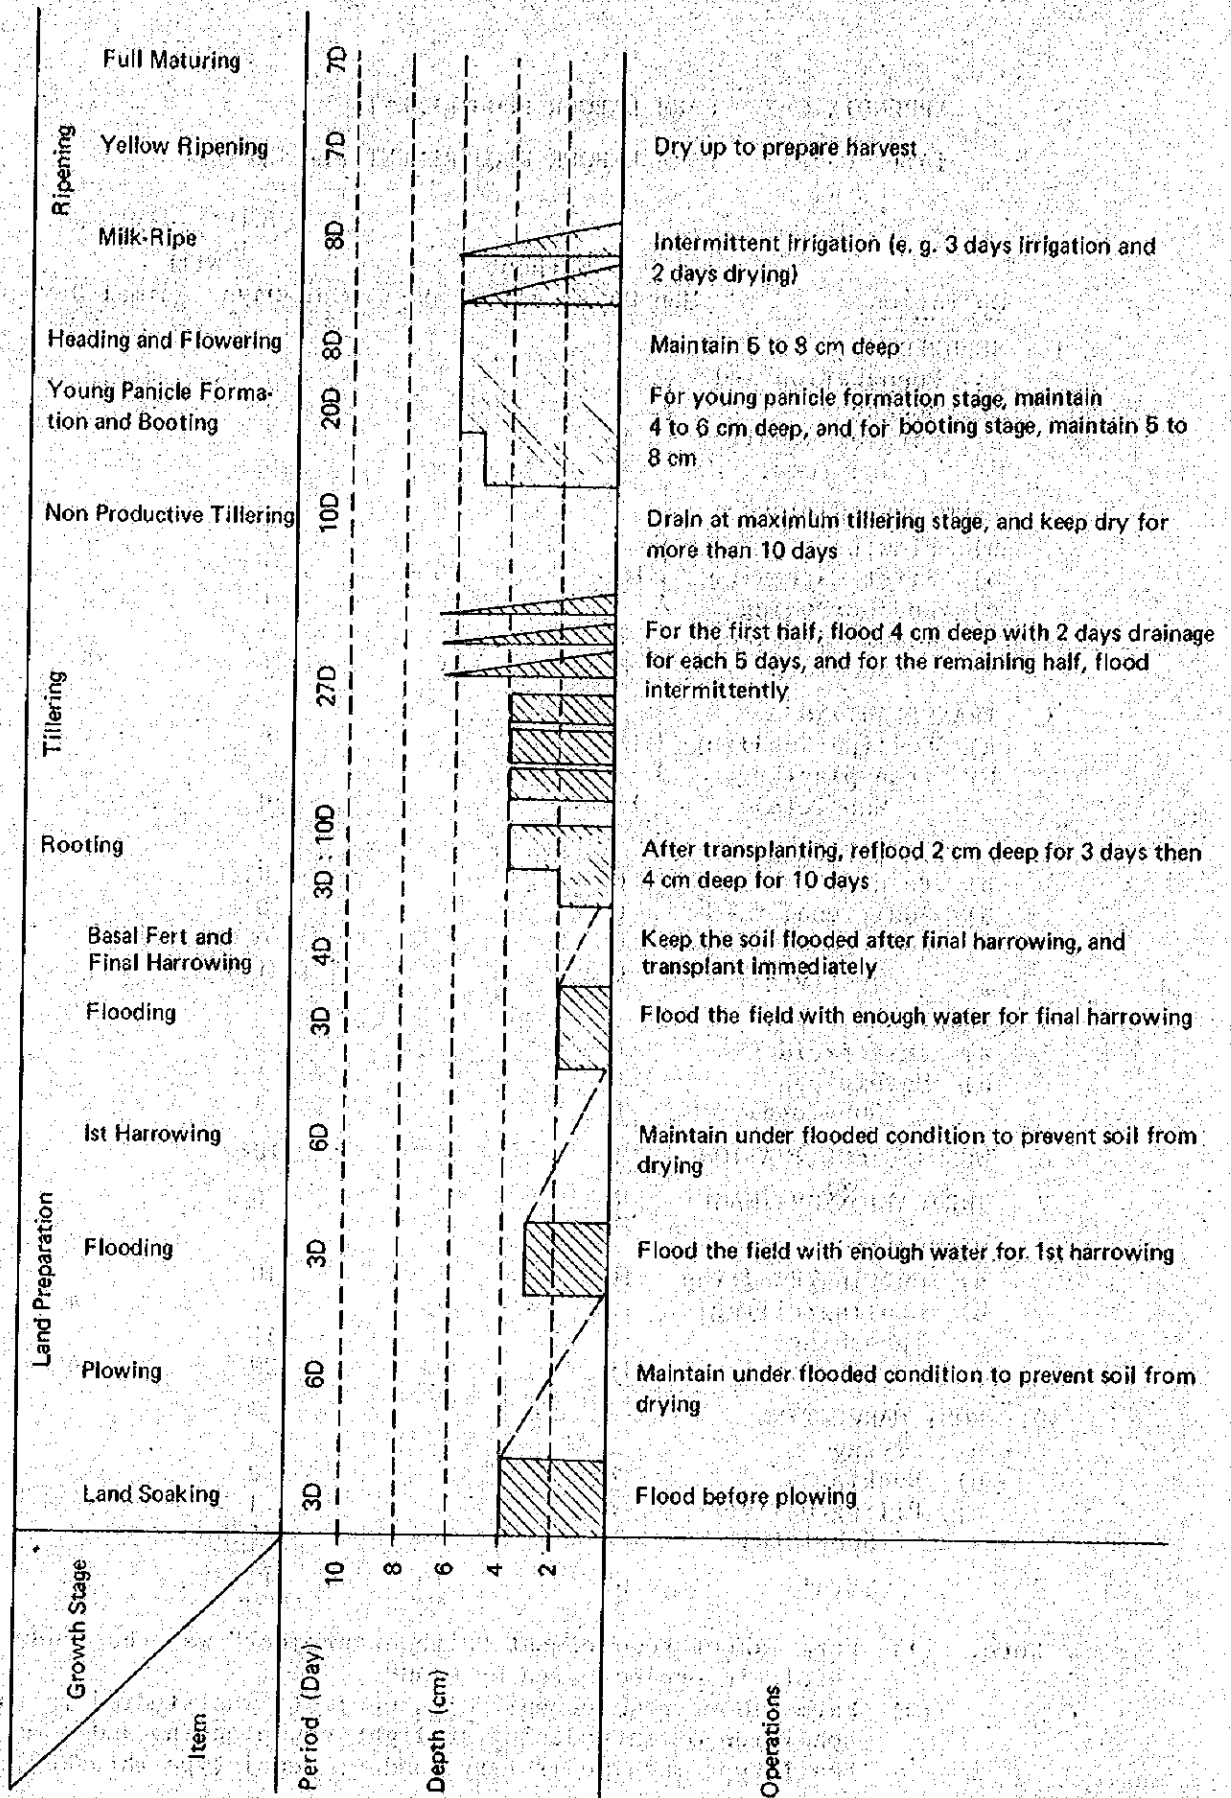 Full Maturing
7D
Ripening
Yellow Ripening
7D
Dry up to prepare harvest
Milk-Ripe
8D
Intermittent irrigation (e. g. 3 days irrigation and
2 days drying)
Heading and Flowering
8D
Maintain 6 to 8 cm deep
Young Panicle Forma-
tion and Booting
20D
For young panicle formation stage, maintain
4 to 6 cm deep, and for booting stage, maintain 5 to
8 cm
Non Productive Tillering
10D
Drain at maximum tillering stage, and keep dry for
more than 10 days
Tillering
27D
For the first half, flood 4 cm deep with 2 days drainage
for each 5 days, and for the remaining half, flood
intermittently
Rooting
3D : 10D
After transplanting, reflood 2 cm deep for 3 days then
4 cm deep for 10 days
Land Preparation
Basal Fert and
Final Harrowing
4D
Keep the soil flooded after final harrowing, and
transplant immediately
Flooding
3D
Flood the field with enough water for final harrowing
Ist Harrowing
6D
Maintain under flooded condition to prevent soil from
drying
Flooding
3D
Flood the field with enough water for 1st harrowing
Plowing
6D
Maintain under flooded condition to prevent soil from
drying
Land Soaking
3D
Flood before plowing
10
8
6
4
2
Growth Stage
Item
Period (Day)
Depth (cm)
Operations